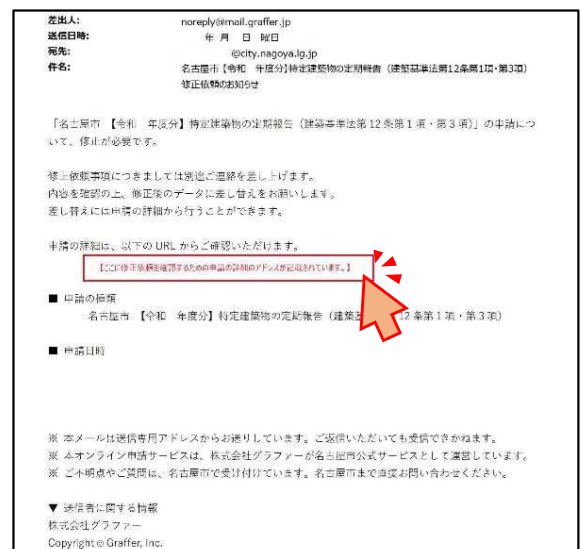 差出人: noreply@mail.graffer.jp
送信日時: 年 月 日 曜日
宛先: @city.nagoya.lg.jp
件名: 名古屋市【令和 年度分】特定建築物の定期報告（建築基準法第12条第1項・第3項）
修正依頼のお知らせ
「名古屋市 【令和 年度分】特定建築物の定期報告（建築基準法第 12 条第 1 項・第 3 項）」の申請につ
いて、修正が必要です。
修正依頼事項につきましては別途ご連絡を差し上げます。
内容を確認の上、修正後のデータに差し替えをお願いします。
差し替えには申請の詳細から行うことができます。
申請の詳細は、以下の URL からご確認いただけます。
【ここに修正依頼を確認するための申請の詳細のアドレスが記載されています。】
■ 申請の種類
名古屋市 【令和 年度分】特定建築物の定期報告（建築基 12 条第 1 項・第 3 項）
■ 申請日時
※ 本メールは送信専用アドレスからお送りしています。ご返信いただいても受信できかねます。
※ 本オンライン申請サービスは、株式会社グラファーが名古屋市公式サービスとして運営しています。
※ ご不明点やご質問は、名古屋市で受け付けています。名古屋市まで直接お問い合わせください。
▼ 送信者に関する情報
株式会社グラファー
Copyright © Graffer, Inc.